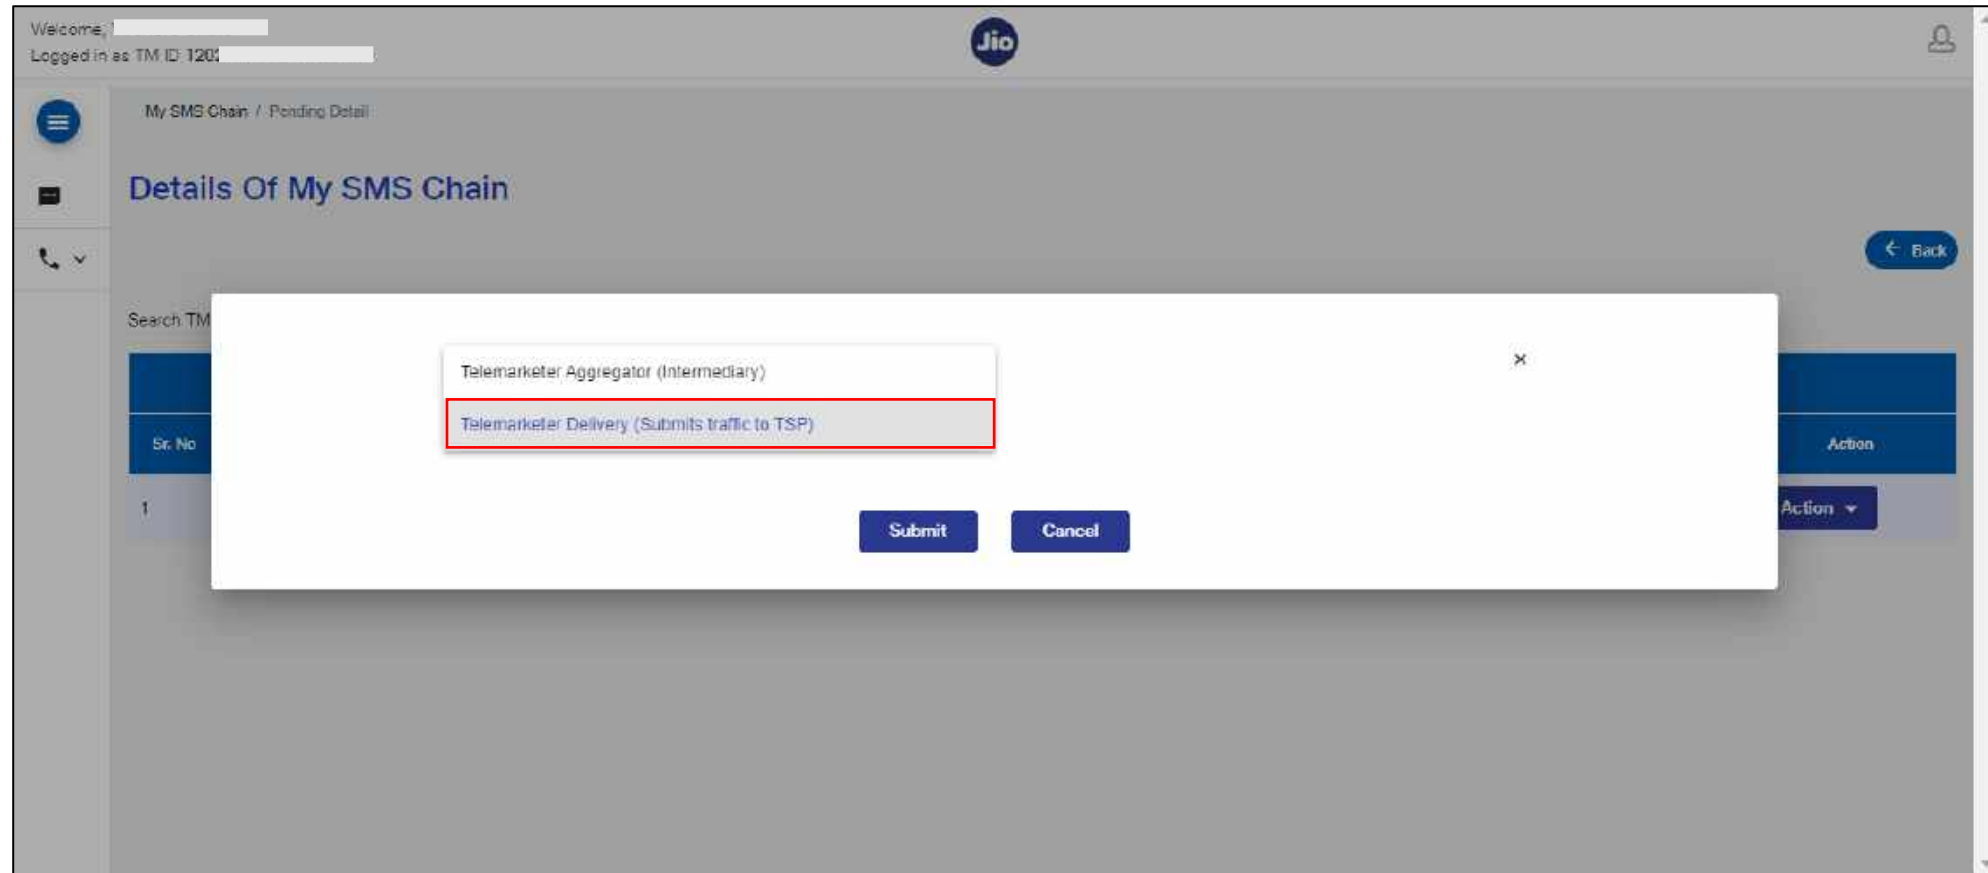 Welcome,
Logged in as TM ID 120
Jio
My SMS Chain / Pending Detail
Details Of My SMS Chain
Back
Search TM
Telemarketer Aggregator (Intermediary)
Telemarketer Delivery (Submits traffic to TSP)
Sr. No
Action
1
Action
Submit
Cancel